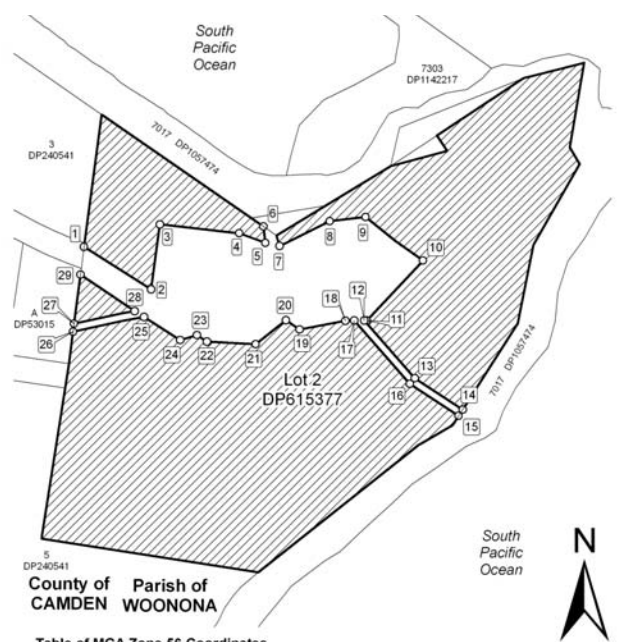 South
Pacific
Ocean
7303
DP1142217
3
DP240541
7017 DP1057474
6
1
3
4
5
7
8
9
10
2
29
28
27
A
DP53015
26
25
24
23
22
21
20
19
18
17
12
11
13
16
14
15
Lot 2
DP615377
7017 DP1057474
5
DP240541
South
Pacific
Ocean
N
County of
CAMDEN
Parish of
WOONONA
Table of MGA Zone 56 Coordinates